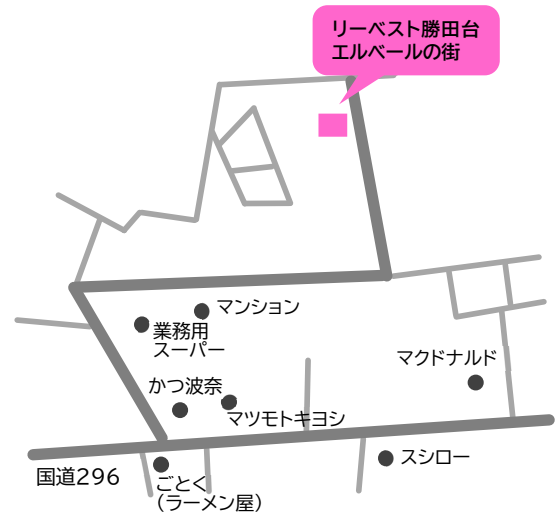 リーベスト勝田台
エルベールの街
マンション
業務用
スーパー
マクドナルド
かつ波奈
マツモトキヨシ
スシロー
国道296
ごとく
（ラーメン屋）